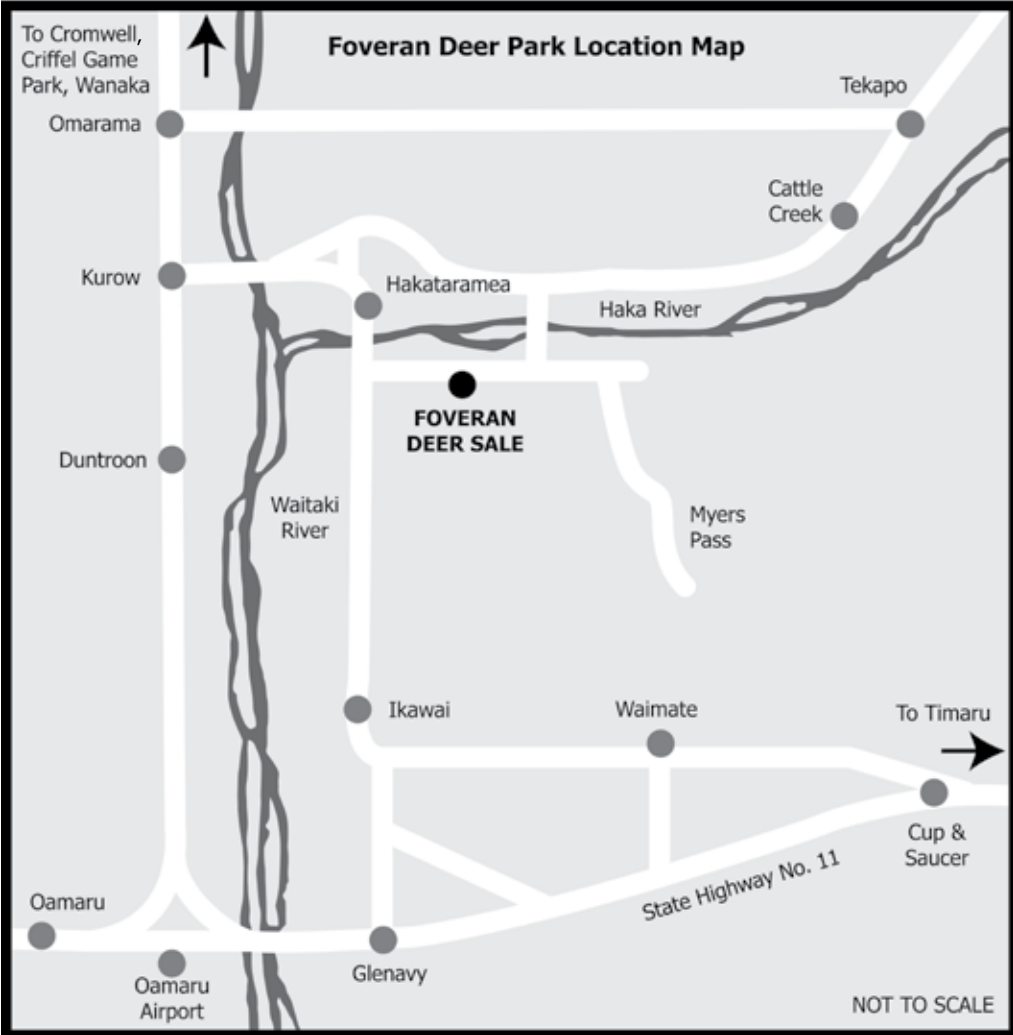 To Cromwell,
Criffel Game
Park, Wanaka
Foveran Deer Park Location Map
Tekapo
Omarama
Cattle
Creek
Kurow
Hakataramea
Haka River
FOVERAN
DEER SALE
Duntroon
Waitaki
River
Myers
Pass
Ikawai
Waimate
To Timaru
Cup &
Saucer
State Highway No. 11
Oamaru
Glenavy
Oamaru
Airport
NOT TO SCALE